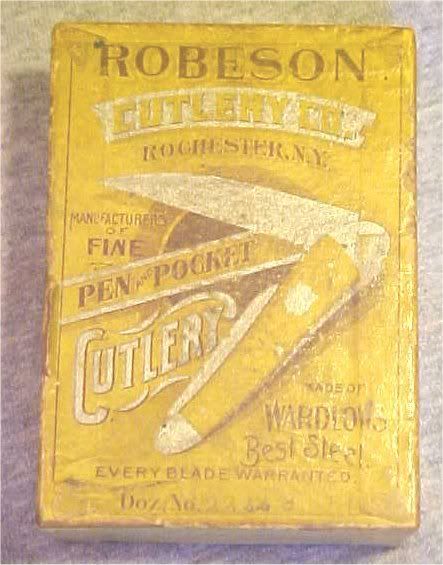 ROBESON
CUTLERY CO.
ROCHESTER, N.Y.
MANUFACTURERS
OF
FINE
PEN AND POCKET
CUTLERY
MADE OF
WARDLOWS
Best Steel.
EVERY BLADE WARRANTED
Doz. No.